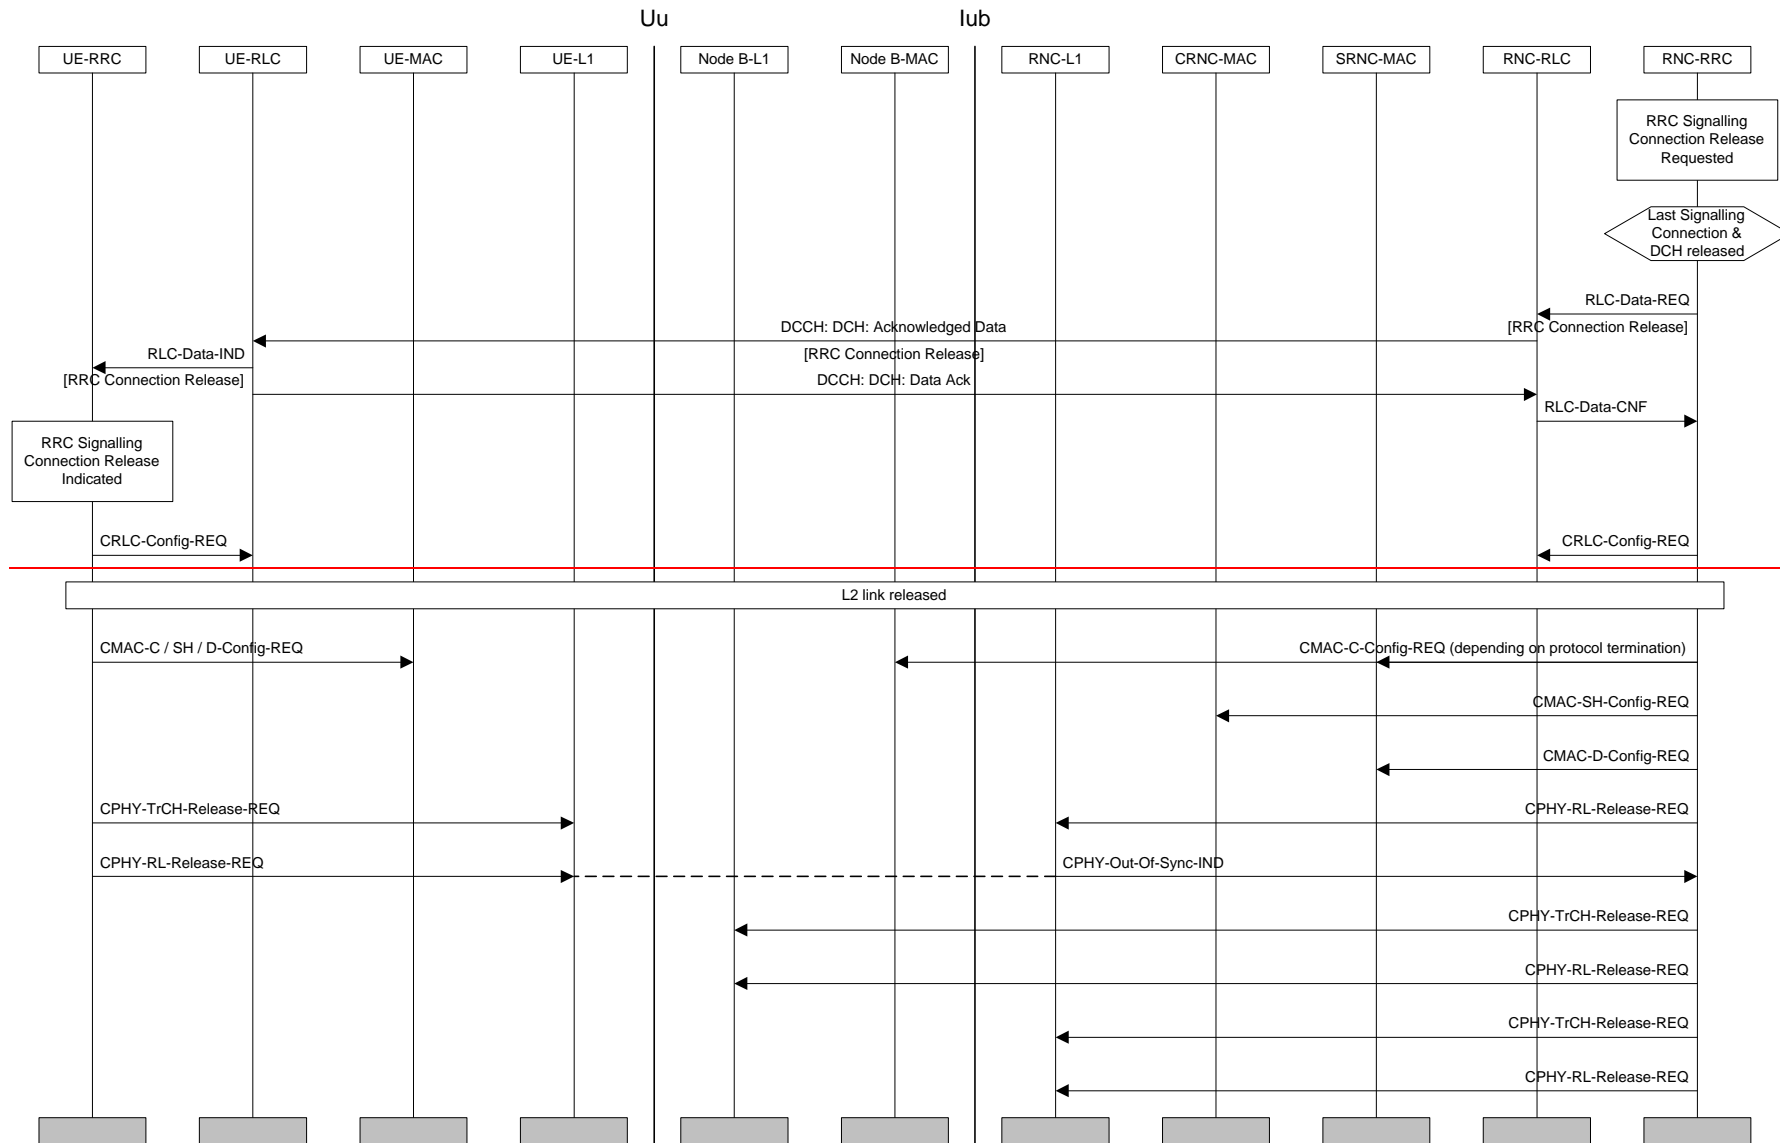 Uu
Iub
UE-RRC
UE-RLC
UE-MAC
UE-L1
Node B-L1
Node B-MAC
RNC-L1
CRNC-MAC
SRNC-MAC
RNC-RLC
RNC-RRC
RRC Signalling
Connection Release
Requested
Last Signalling
Connection &
DCH released
RLC-Data-REQ
[RRC Connection Release]
DCCH: DCH: Acknowledged Data
[RRC Connection Release]
RLC-Data-IND
[RRC Connection Release]
DCCH: DCH: Data Ack
RLC-Data-CNF
RRC Signalling
Connection Release
Indicated
CRLC-Config-REQ
CRLC-Config-REQ
L2 link released
CMAC-C / SH / D-Config-REQ
CMAC-C-Config-REQ (depending on protocol termination)
CMAC-SH-Config-REQ
CMAC-D-Config-REQ
CPHY-TrCH-Release-REQ
CPHY-RL-Release-REQ
CPHY-RL-Release-REQ
CPHY-Out-Of-Sync-IND
CPHY-TrCH-Release-REQ
CPHY-RL-Release-REQ
CPHY-TrCH-Release-REQ
CPHY-RL-Release-REQ